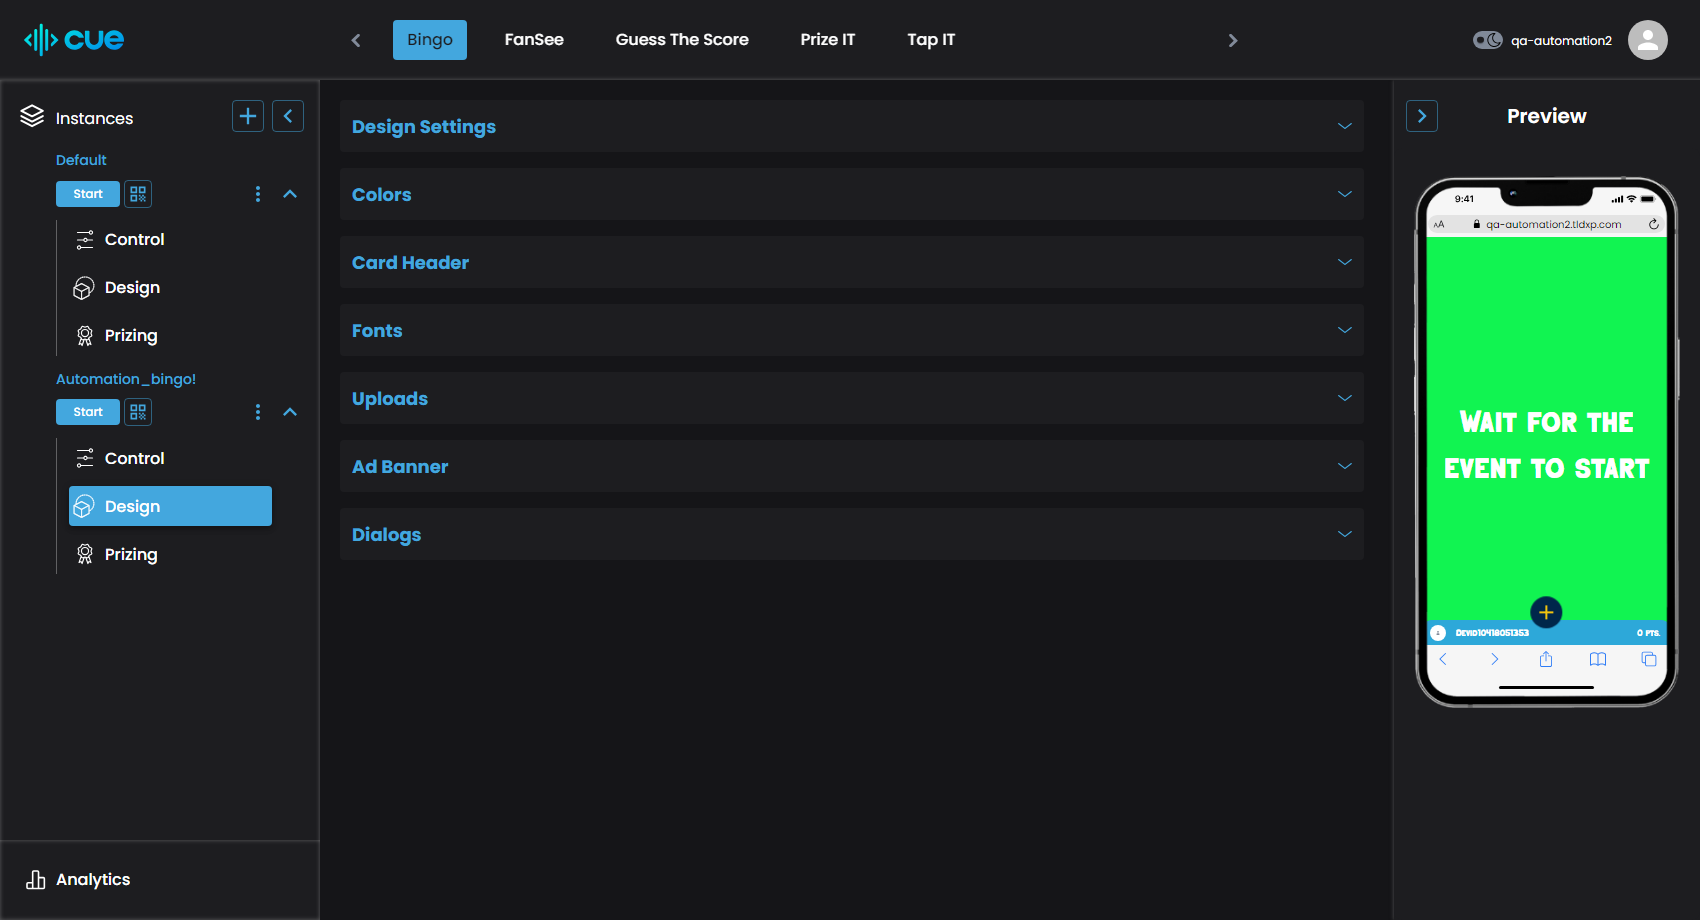 cue
Bingo
FanSee
Guess The Score
Prize IT
Tap IT
qa-automation2
Instances
Default
Start
Control
Design
Prizing
Automation_bingo!
Start
Control
Design
Prizing
Analytics
Design Settings
Colors
Card Header
Fonts
Uploads
Ad Banner
Dialogs
Preview
9:41
AA qa-automation2.tldxp.com
WAIT FOR THE
EVENT TO START
DEVID10418051353 0 PTS.